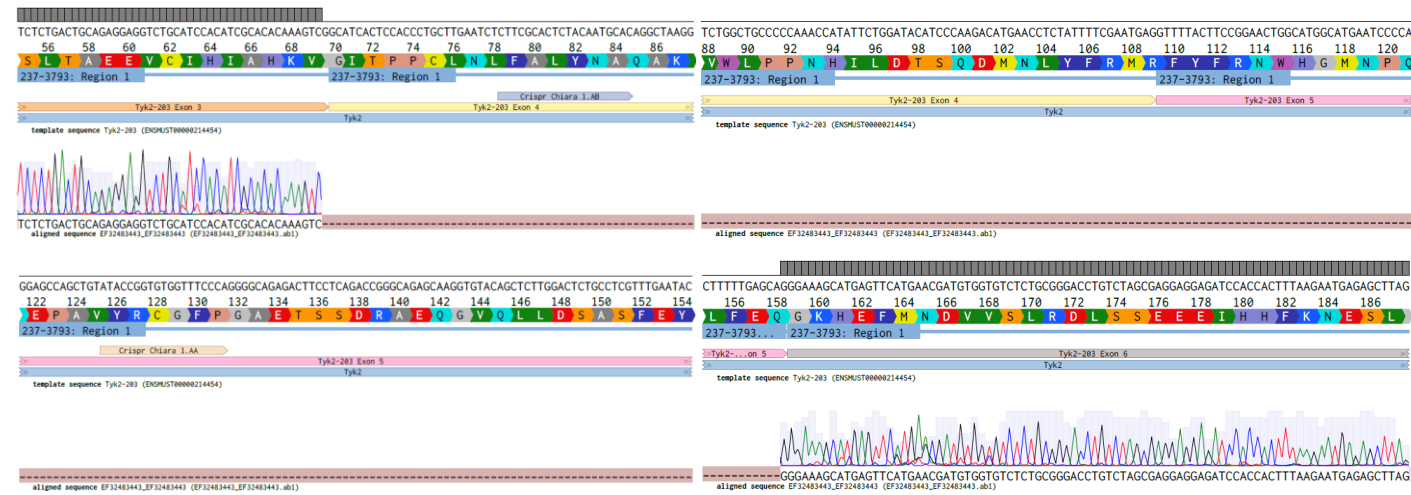 TCTCTGACTGCAGAGGAGGTCTGCATCCACATCGCACACAAAGTCGGCATCACTCCACCCTGCTTGAATCTCTTCGCACTCTACAATGCACAGGCTAAGG
56 58 60 62 64 66 68 70 72 74 76 78 80 82 84 86
S L T A E E V C I H I A H K V G I T P P C L N L F A L Y N A Q A K
237-3793: Region 1 237-3793: Region 1
Crispr Chiara 1.AB
Tyk2-203 Exon 3 Tyk2-203 Exon 4
Tyk2
template sequence Tyk2-203 (ENSMUST00000214454)
TCTCTGACTGCAGAGGAGGTCTGCATCCACATCGCACACAAAGTC-------------------------------------------------------
aligned sequence EF32483443_EF32483443 (EF32483443_EF32483443.ab1)
TCTGGCTGCCCCCAAACCATATTCTGGATACATCCCAAGACATGAACCTCTATTTTCGAATGAGGTTTTACTTCCGGAACTGGCATGGCATGAATCCCCA
88 90 92 94 96 98 100 102 104 106 108 110 112 114 116 118 120
V W L P P N H I L D T S Q D M N L Y F R M R F Y F R N W H G M N P Q
237-3793: Region 1 237-3793: Region 1
Tyk2-203 Exon 4 Tyk2-203 Exon 5
Tyk2
template sequence Tyk2-203 (ENSMUST00000214454)
----------------------------------------------------------------------------------------------------
aligned sequence EF32483443_EF32483443 (EF32483443_EF32483443.ab1)
GGAGCCAGCTGTATACCGGTGTGGTTTCCCAGGGGCAGAGACTTCCTCAGACCGGGCAGAGCAAGGTGTACAGCTCTTGGACTCTGCCTCGTTTGAATAC
122 124 126 128 130 132 134 136 138 140 142 144 146 148 150 152 154
E P A V Y R C G F P G A E T S S D R A E Q G V Q L L D S A S F E Y
237-3793: Region 1
Crispr Chiara 1.AA
Tyk2-203 Exon 5
Tyk2
template sequence Tyk2-203 (ENSMUST00000214454)
----------------------------------------------------------------------------------------------------
aligned sequence EF32483443_EF32483443 (EF32483443_EF32483443.ab1)
CTTTTTGAGCAGGGAAAGCATGAGTTCATGAACGATGTGGTGTCTCTGCGGGACCTGTCTAGCGAGGAGGAGATCCACCACTTTAAGAATGAGAGCTTAG
156 158 160 162 164 166 168 170 172 174 176 178 180 182 184 186
L F E Q G K H E F M N D V V S L R D L S S E E E I H H F K N E S L
237-3793... 237-3793: Region 1
Tyk2-...on 5 Tyk2-203 Exon 6
Tyk2
template sequence Tyk2-203 (ENSMUST00000214454)
-----------GGGAAAGCATGAGTTCATGAACGATGTGGTGTCTCTGCGGGACCTGTCTAGCGAGGAGGAGATCCACCACTTTAAGAATGAGAGCTTAG
aligned sequence EF32483443_EF32483443 (EF32483443_EF32483443.ab1)